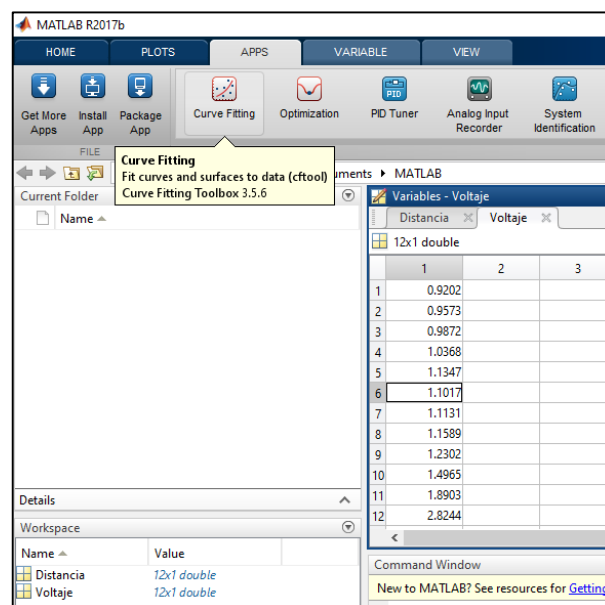 MATLAB R2017b
HOME PLOTS APPS VARIABLE VIEW
Get More Apps
Install App
Package App
Curve Fitting
Optimization
PID Tuner
Analog Input Recorder
System Identification
FILE
Curve Fitting
Fit curves and surfaces to data (cftool)
Curve Fitting Toolbox 3.5.6
uments ▸ MATLAB
Current Folder
Name
Variables - Voltaje
Distancia Voltaje
12x1 double
1 2 3
1 0.9202
2 0.9573
3 0.9872
4 1.0368
5 1.1347
6 1.1017
7 1.1131
8 1.1589
9 1.2302
10 1.4965
11 1.8903
12 2.8244
Details
Workspace
Name Value
Distancia 12x1 double
Voltaje 12x1 double
Command Window
New to MATLAB? See resources for Getting